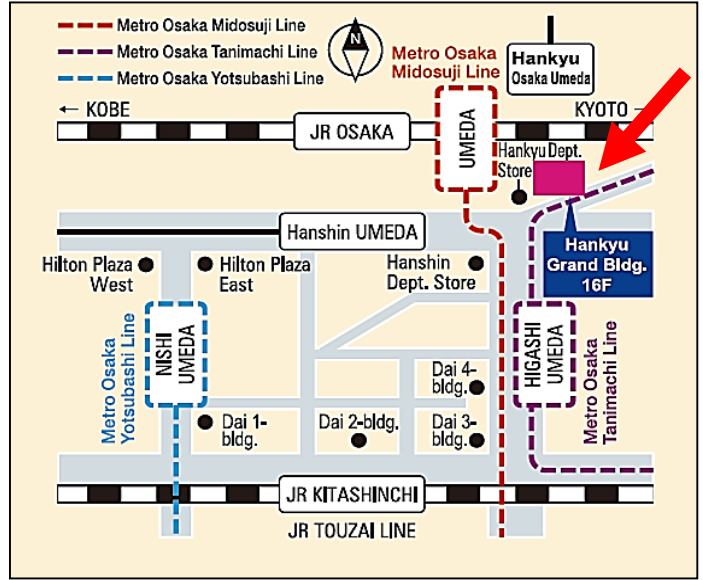 Metro Osaka Midosuji Line
Metro Osaka Tanimachi Line
Metro Osaka Yotsubashi Line
N
Metro Osaka
Midosuji Line
Hankyu
Osaka Umeda
← KOBE
KYOTO →
JR OSAKA
UMEDA
Hankyu Dept.
Store
Hanshin UMEDA
Hankyu
Grand Bldg.
16F
Hilton Plaza
West
Hilton Plaza
East
Hanshin
Dept. Store
Metro Osaka
Yotsubashi Line
NISHI
UMEDA
HIGASHI
UMEDA
Metro Osaka
Tanimachi Line
Dai 4-
bldg.
Dai 1-
bldg.
Dai 2-bldg.
Dai 3-
bldg.
JR KITASHINCHI
JR TOUZAI LINE